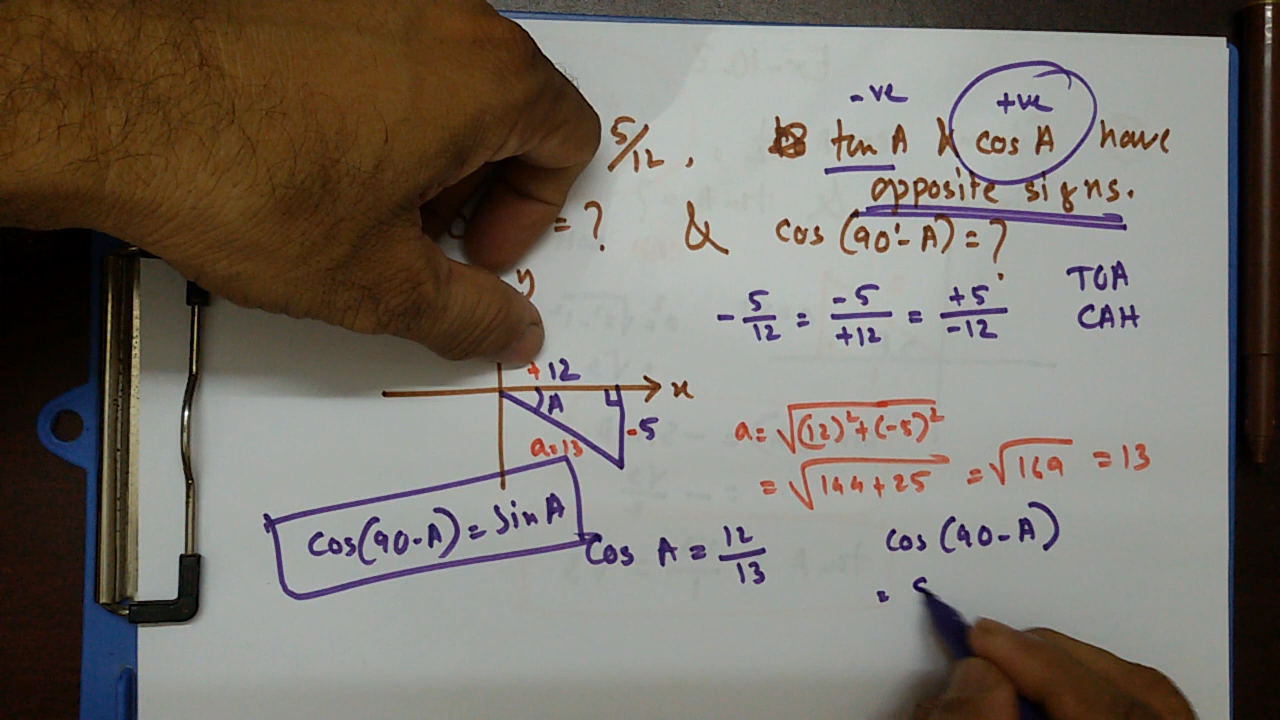 -ve +ve
5/12 , tan A & cos A have
opposite signs.
= ? & cos (90°- A) = ?
y
- 5/12 = -5/+12 = +5/-12
TOA
CAH
+ 12
x
A
- 5
a = 13
a = √(12)² + (-5)²
= √144 + 25 = √169 = 13
cos(90-A) = sin A
cos A = 12/13
cos (90-A)
= s